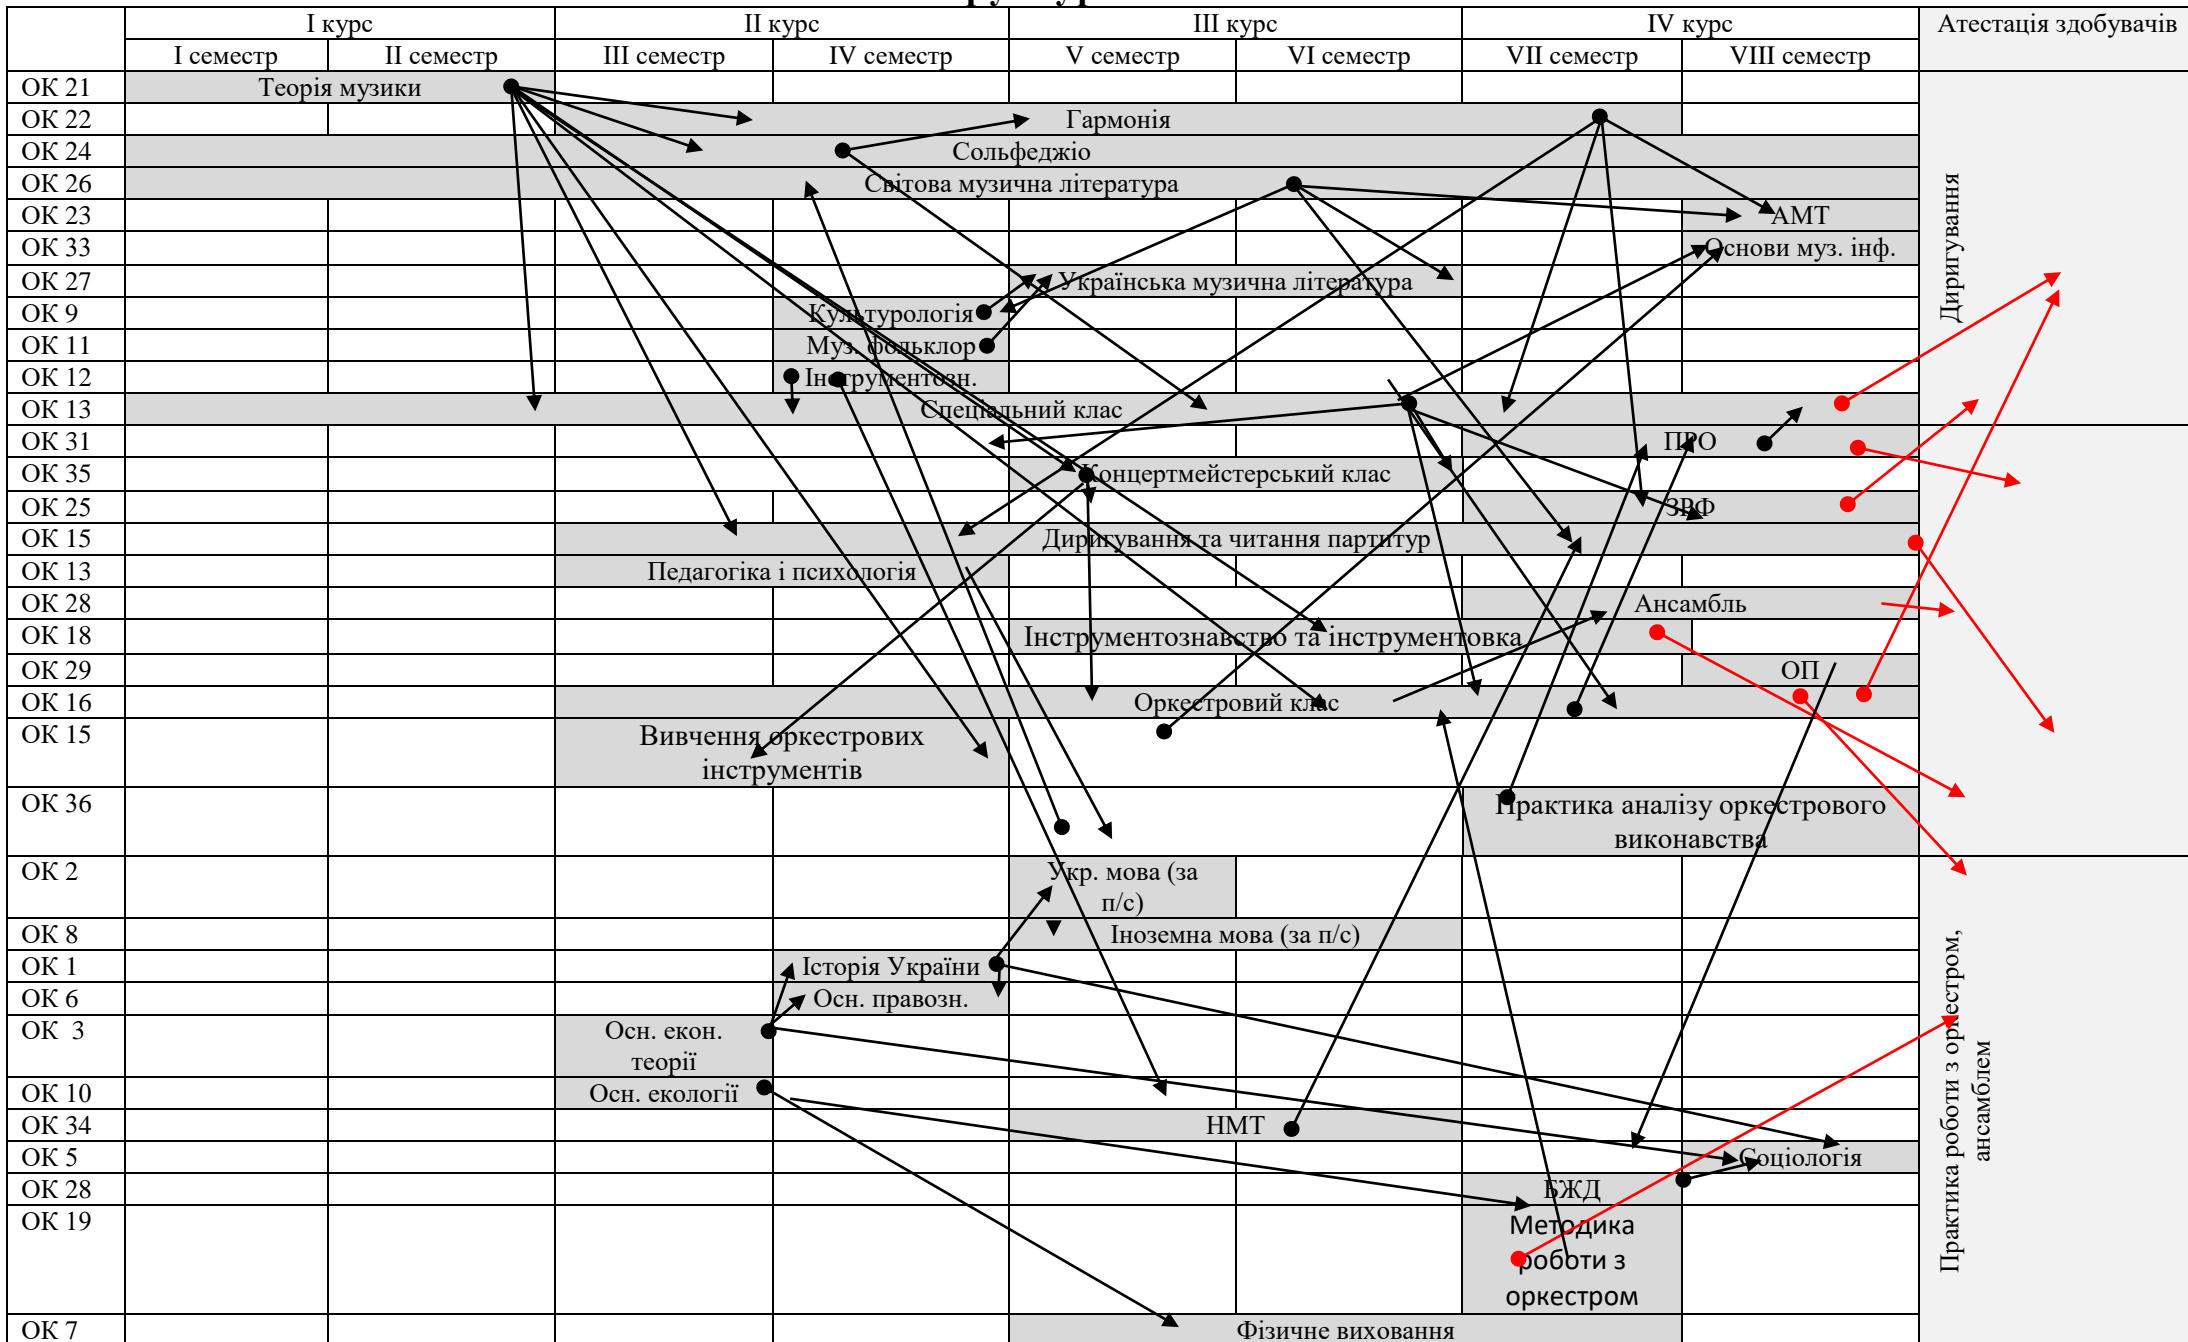 І курс
ІІ курс
ІІІ курс
IV курс
Атестація здобувачів
І семестр
ІІ семестр
ІІІ семестр
IV семестр
V семестр
VI семестр
VII семестр
VIII семестр
ОК 21
Теорія музики
ОК 22
Гармонія
ОК 24
Сольфеджіо
ОК 26
Світова музична література
ОК 23
АМТ
ОК 33
Основи муз. інф.
ОК 27
Українська музична література
ОК 9
Культурологія
ОК 11
Муз. фольклор
ОК 12
Інструментозн.
ОК 13
Спеціальний клас
Диригування
ОК 31
ПРО
ОК 35
Концертмейстерський клас
ОК 25
ЗРФ
ОК 15
Диригування та читання партитур
ОК 13
Педагогіка і психологія
ОК 28
Ансамбль
ОК 18
Інструментознавство та інструментовка
ОК 29
ОП
ОК 16
Оркестровий клас
ОК 15
Вивчення оркестрових
інструментів
ОК 36
Практика аналізу оркестрового
виконавства
ОК 2
Укр. мова (за
п/с)
ОК 8
Іноземна мова (за п/с)
ОК 1
Історія України
ОК 6
Осн. правозн.
ОК 3
Осн. екон.
теорії
ОК 10
Осн. екології
ОК 34
НМТ
ОК 5
Соціологія
ОК 28
БЖД
ОК 19
Методика
роботи з
оркестром
ОК 7
Фізичне виховання
Практика роботи з оркестром,
ансамблем